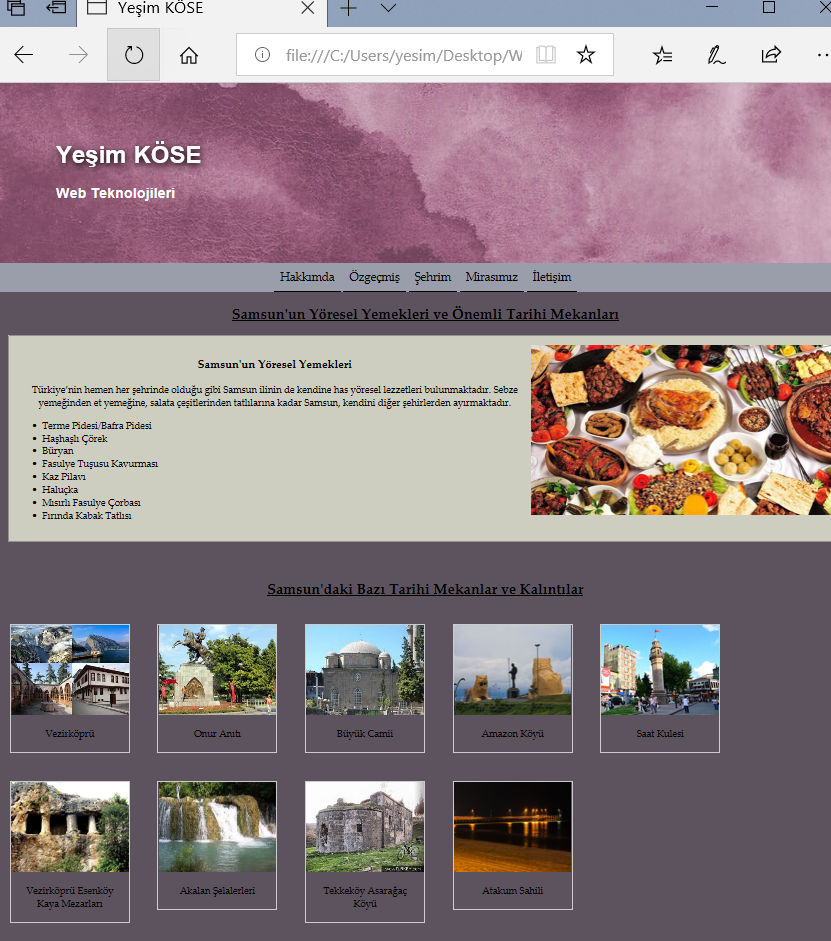 Yeşim KÖSE
file:///C:/Users/yesim/Desktop/W
Yeşim KÖSE
Web Teknolojileri
Hakkımda Özgeçmiş Şehrim Mirasımız İletişim
Samsun'un Yöresel Yemekleri ve Önemli Tarihi Mekanları
Samsun'un Yöresel Yemekleri
Türkiye'nin hemen her şehrinde olduğu gibi Samsun ilinin de kendine has yöresel lezzetleri bulunmaktadır. Sebze
yemeğinden et yemeğine, salata çeşitlerinden tatlılarına kadar Samsun, kendini diğer şehirlerden ayırmaktadır.
• Terme Pidesi/Bafra Pidesi
• Haşhaşlı Çörek
• Büryan
• Fasulye Tuşusu Kavurması
• Kaz Pilavı
• Haluçka
• Mısırlı Fasulye Çorbası
• Fırında Kabak Tatlısı
Samsun'daki Bazı Tarihi Mekanlar ve Kalıntılar
Vezirköprü
Onur Anıtı
Büyük Camii
Amazon Köyü
Saat Kulesi
Vezirköprü Esenköy
Kaya Mezarları
Akalan Şelalerleri
Tekkeköy Asarağaç
Köyü
Atakum Sahili